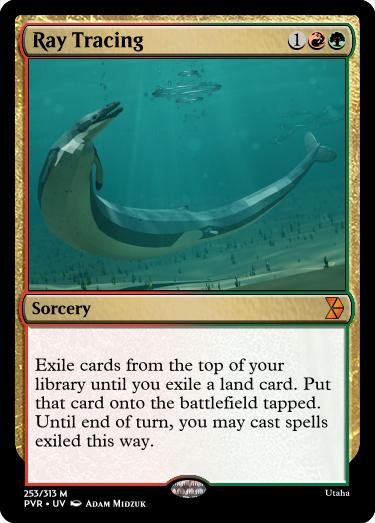 Ray Tracing 1
Sorcery
Exile cards from the top of your
library until you exile a land card. Put
that card onto the battlefield tapped.
Until end of turn, you may cast spells
exiled this way.
253/313 M Utaha
PVR • UV Adam Midzuk